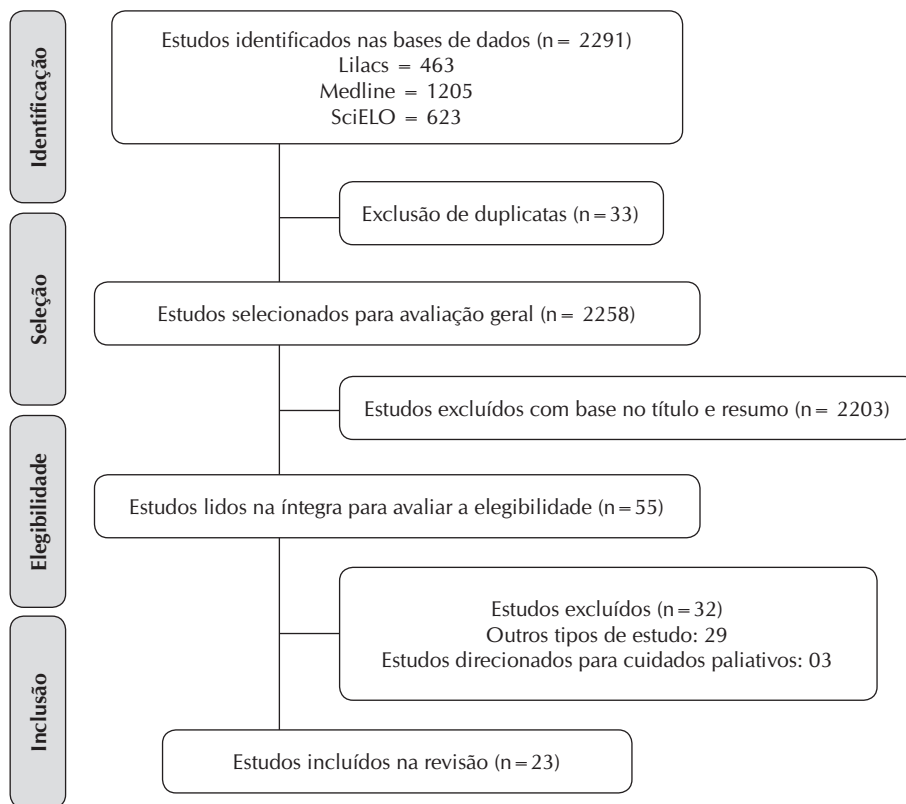 Identificação
Estudos identificados nas bases de dados (n = 2291)
Lilacs = 463
Medline = 1205
SciELO = 623
Exclusão de duplicatas (n = 33)
Seleção
Estudos selecionados para avaliação geral (n = 2258)
Estudos excluídos com base no título e resumo (n = 2203)
Elegibilidade
Estudos lidos na íntegra para avaliar a elegibilidade (n = 55)
Estudos excluídos (n = 32)
Outros tipos de estudo: 29
Estudos direcionados para cuidados paliativos: 03
Inclusão
Estudos incluídos na revisão (n = 23)